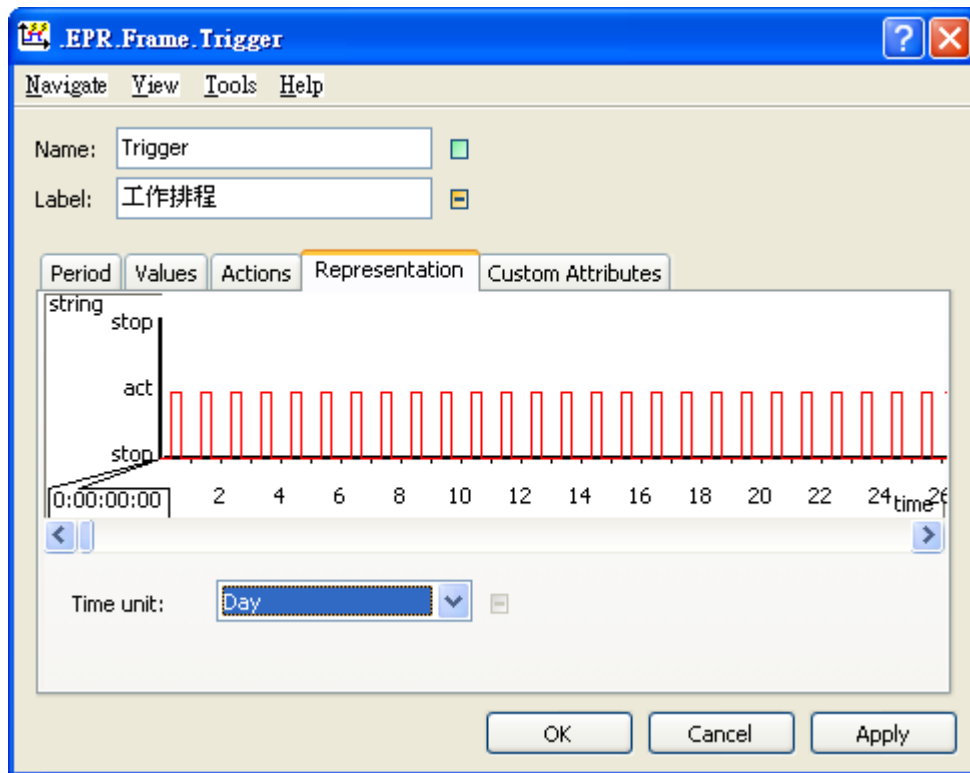 .EPR.Frame.Trigger
Navigate View Tools Help
Name: Trigger
Label: 工作排程
Period Values Actions Representation Custom Attributes
string
stop
act
stop
0:00:00:00 2 4 6 8 10 12 14 16 18 20 22 24 time 26
Time unit: Day
OK Cancel Apply